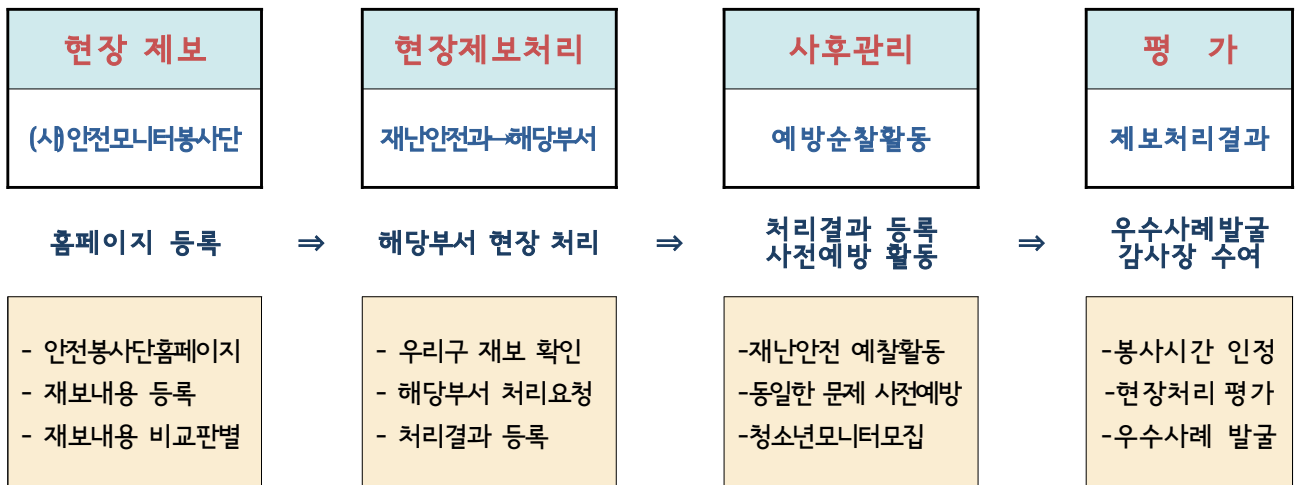 현장 제보
현장제보처리
사후관리
평 가
(사)안전모니터봉사단
재난안전과→해당부서
예방순찰활동
제보처리결과
홈페이지 등록
⇒
해당부서 현장 처리
⇒
처리결과 등록
사전예방 활동
⇒
우수사례발굴
감사장 수여
- 안전봉사단홈페이지
- 재보내용 등록
- 재보내용 비교판별
- 우리구 재보 확인
- 해당부서 처리요청
- 처리결과 등록
-재난안전 예찰활동
-동일한 문제 사전예방
-청소년모니터모집
-봉사시간 인정
-현장처리 평가
-우수사례 발굴